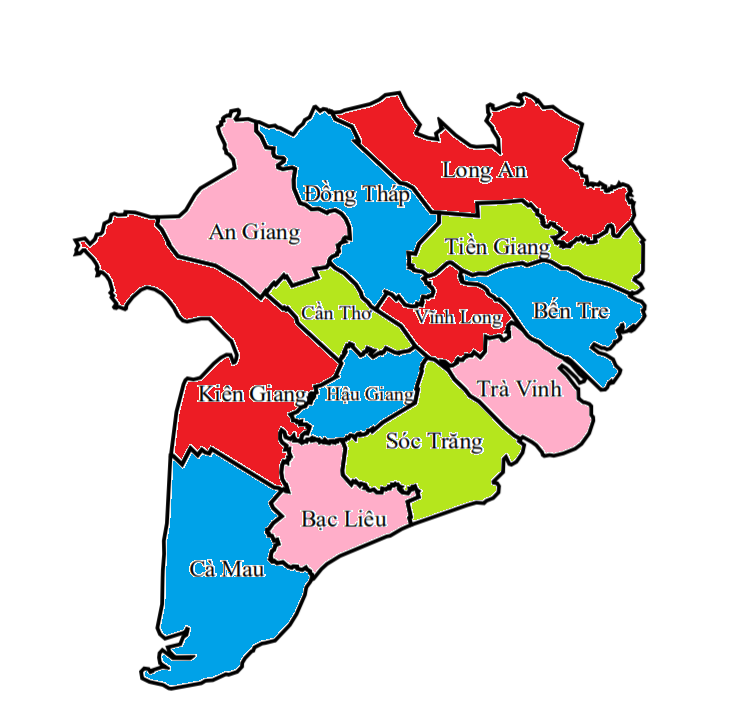 Long An
Đồng Tháp
An Giang
Tiền Giang
Cần Thơ
Vĩnh Long
Bến Tre
Kiên Giang
Hậu Giang
Trà Vinh
Sóc Trăng
Bạc Liêu
Cà Mau